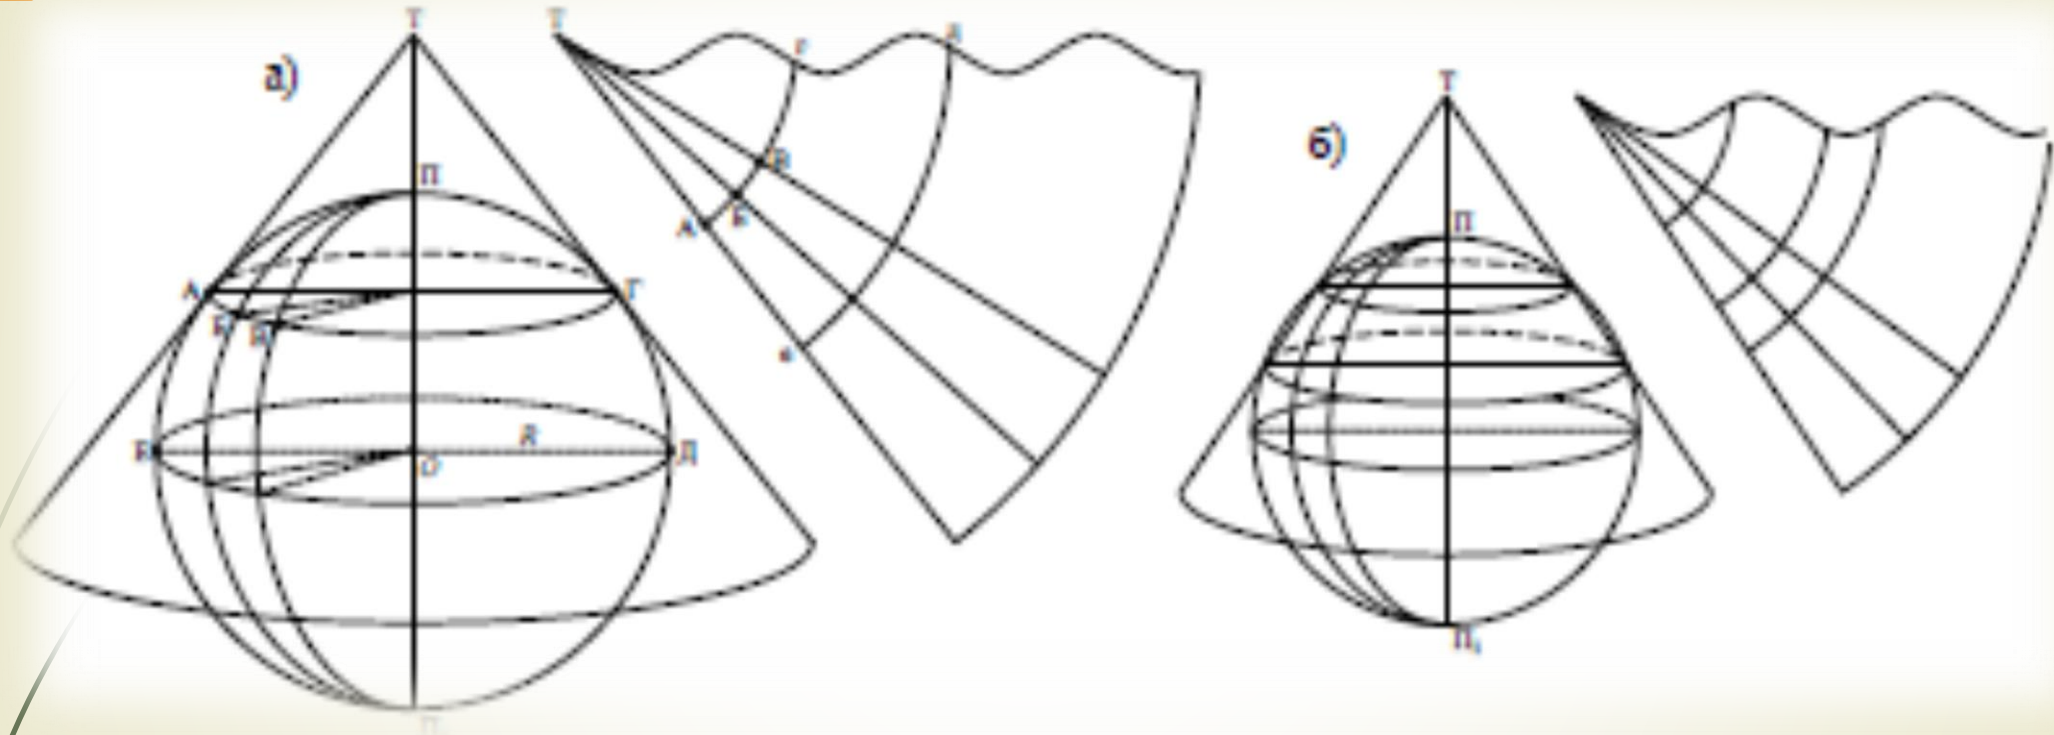 а)
Т
П
А
Г
Б
В
Е
О
R
Д
Т
г
д
В
Б
А
е
б)
Т
П
П₁